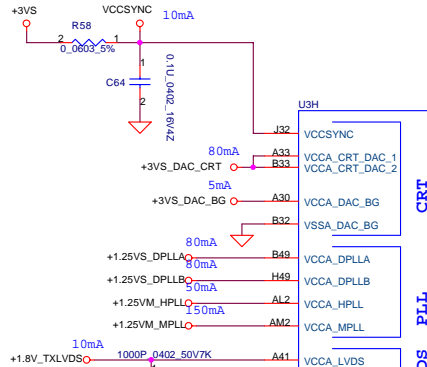 +3VS
VCCSYNC
10mA
R58
2
1
0_0603_5%
1
C64
0.1U_0402_16V4Z
2
U3H
J32
VCCSYNC
80mA
A33
VCCA_CRT_DAC_1
+3VS_DAC_CRT
B33
VCCA_CRT_DAC_2
5mA
+3VS_DAC_BG
A30
VCCA_DAC_BG
B32
VSSA_DAC_BG
CRT
80mA
+1.25VS_DPLLA
B49
VCCA_DPLLA
80mA
+1.25VS_DPLLB
H49
VCCA_DPLLB
50mA
+1.25VM_HPLL
AL2
VCCA_HPLL
150mA
+1.25VM_MPLL
AM2
VCCA_MPLL
PLL
10mA
+1.8V_TXLVDS
1000P_0402_50V7K
A41
VCCA_LVDS
DS